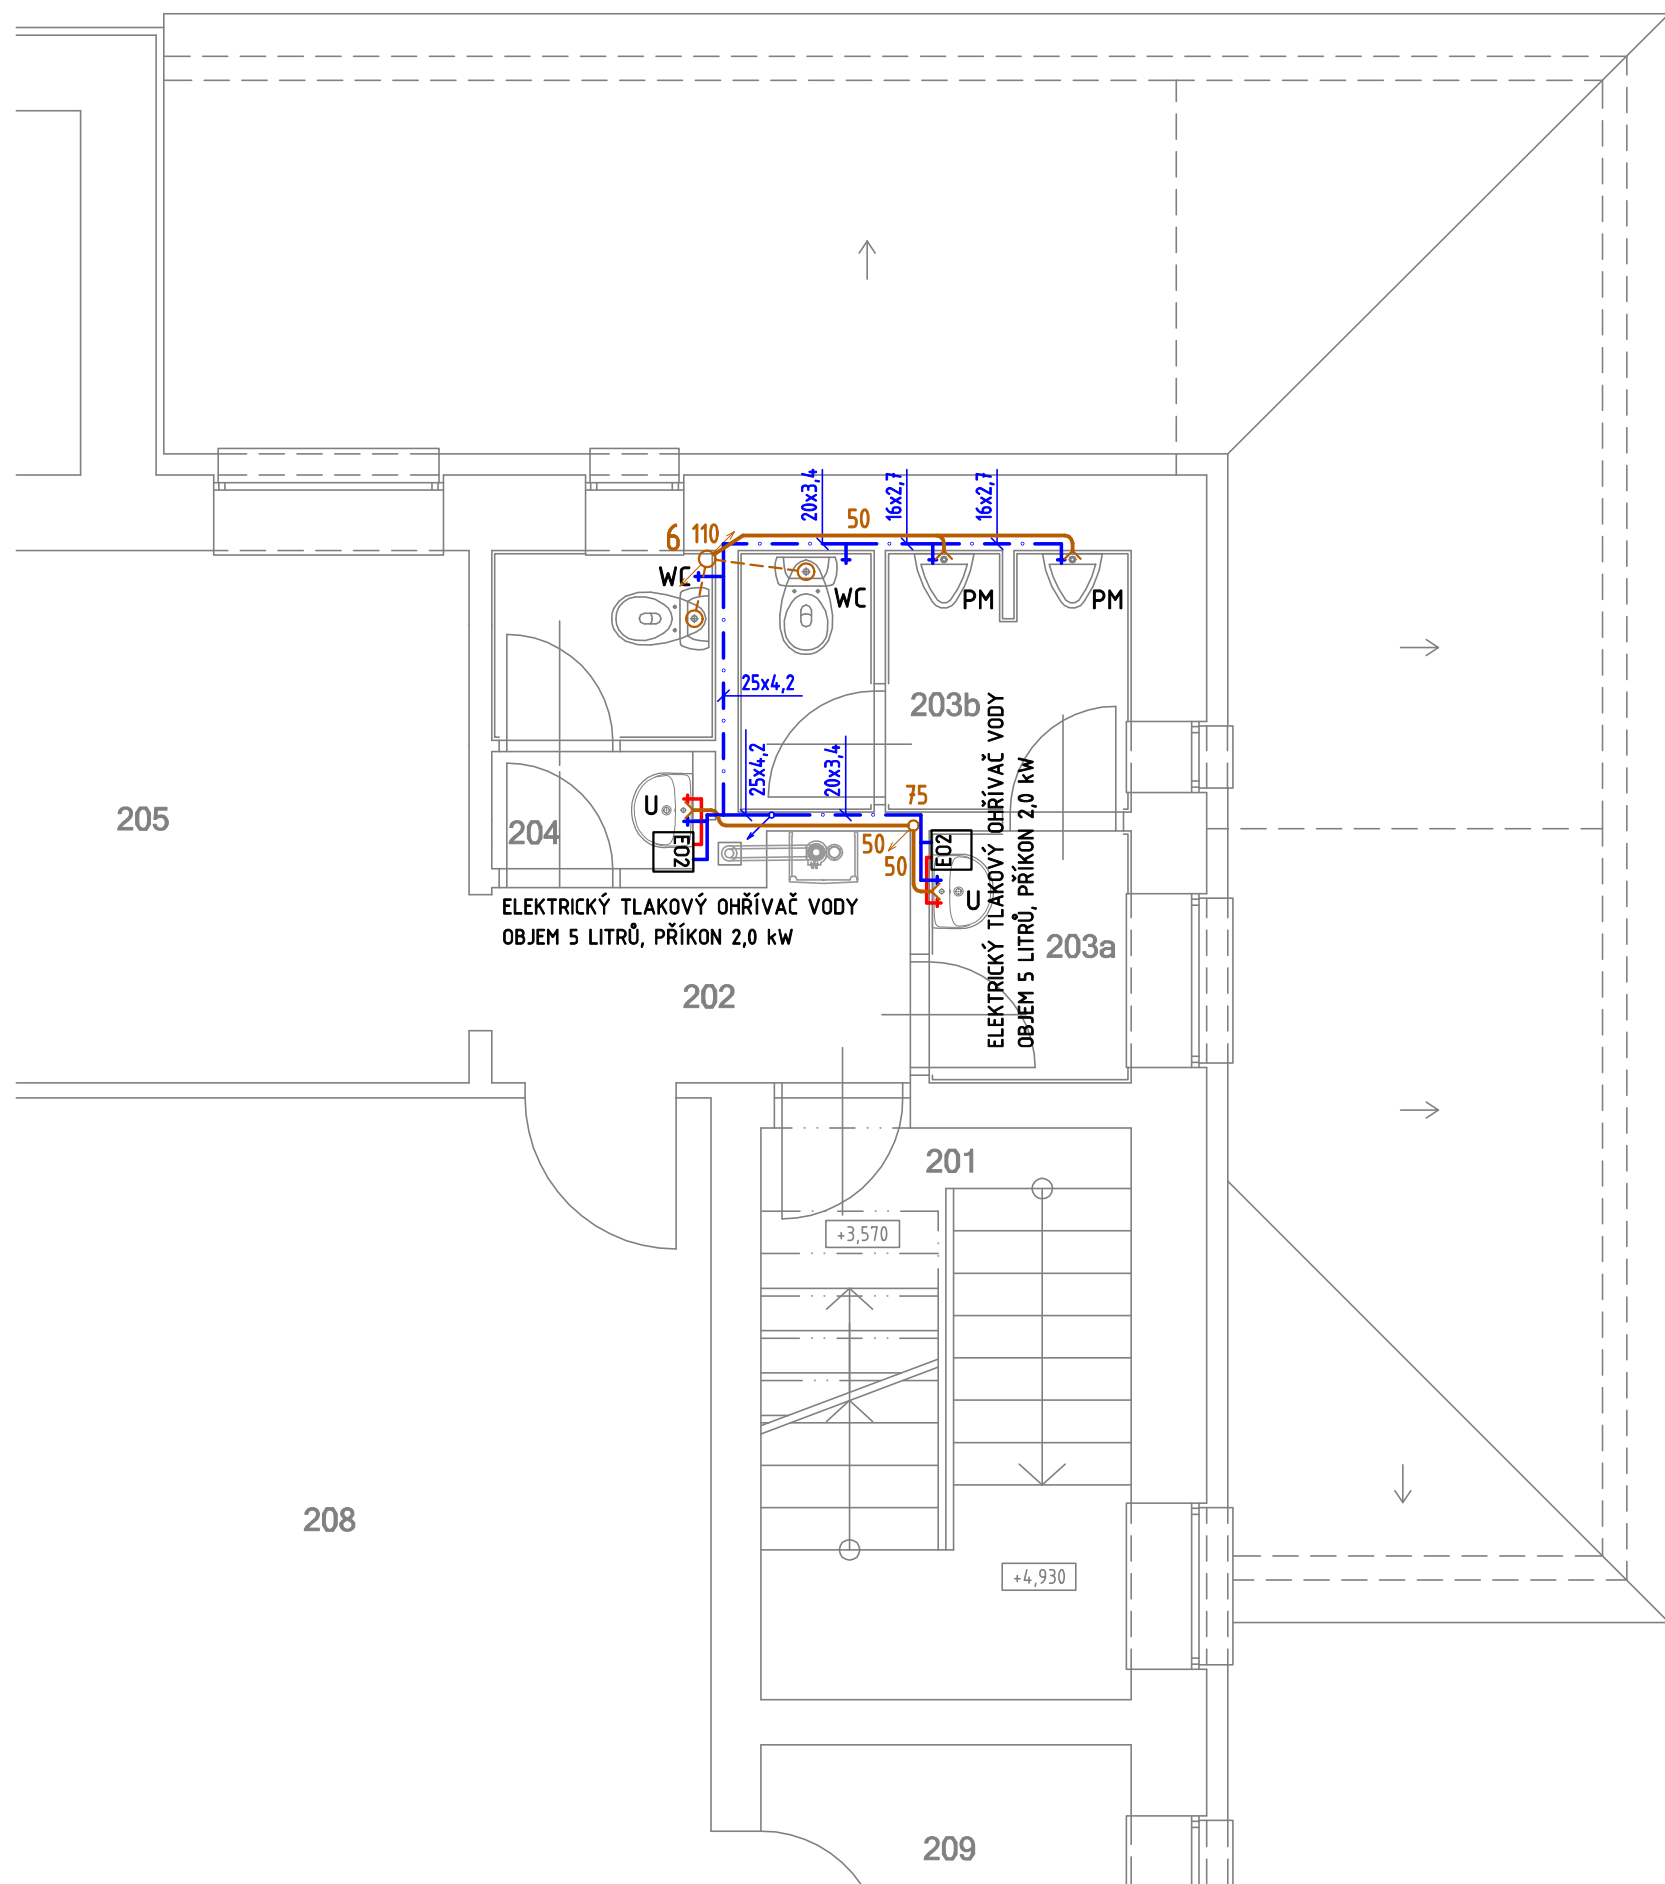 20x3,4
16x2,7
16x2,7
50
6
110
WC
WC
PM
PM
25x4,2
203b
25x4,2
20x3,4
75
U
205
204
EO2
50
50
EO2
U
ELEKTRICKÝ TLAKOVÝ OHŘÍVAČ VODY
OBJEM 5 LITRŮ, PŘÍKON 2,0 kW
ELEKTRICKÝ TLAKOVÝ OHŘÍVAČ VODY
OBJEM 5 LITRŮ, PŘÍKON 2,0 kW
203a
202
201
+3,570
208
+4,930
209